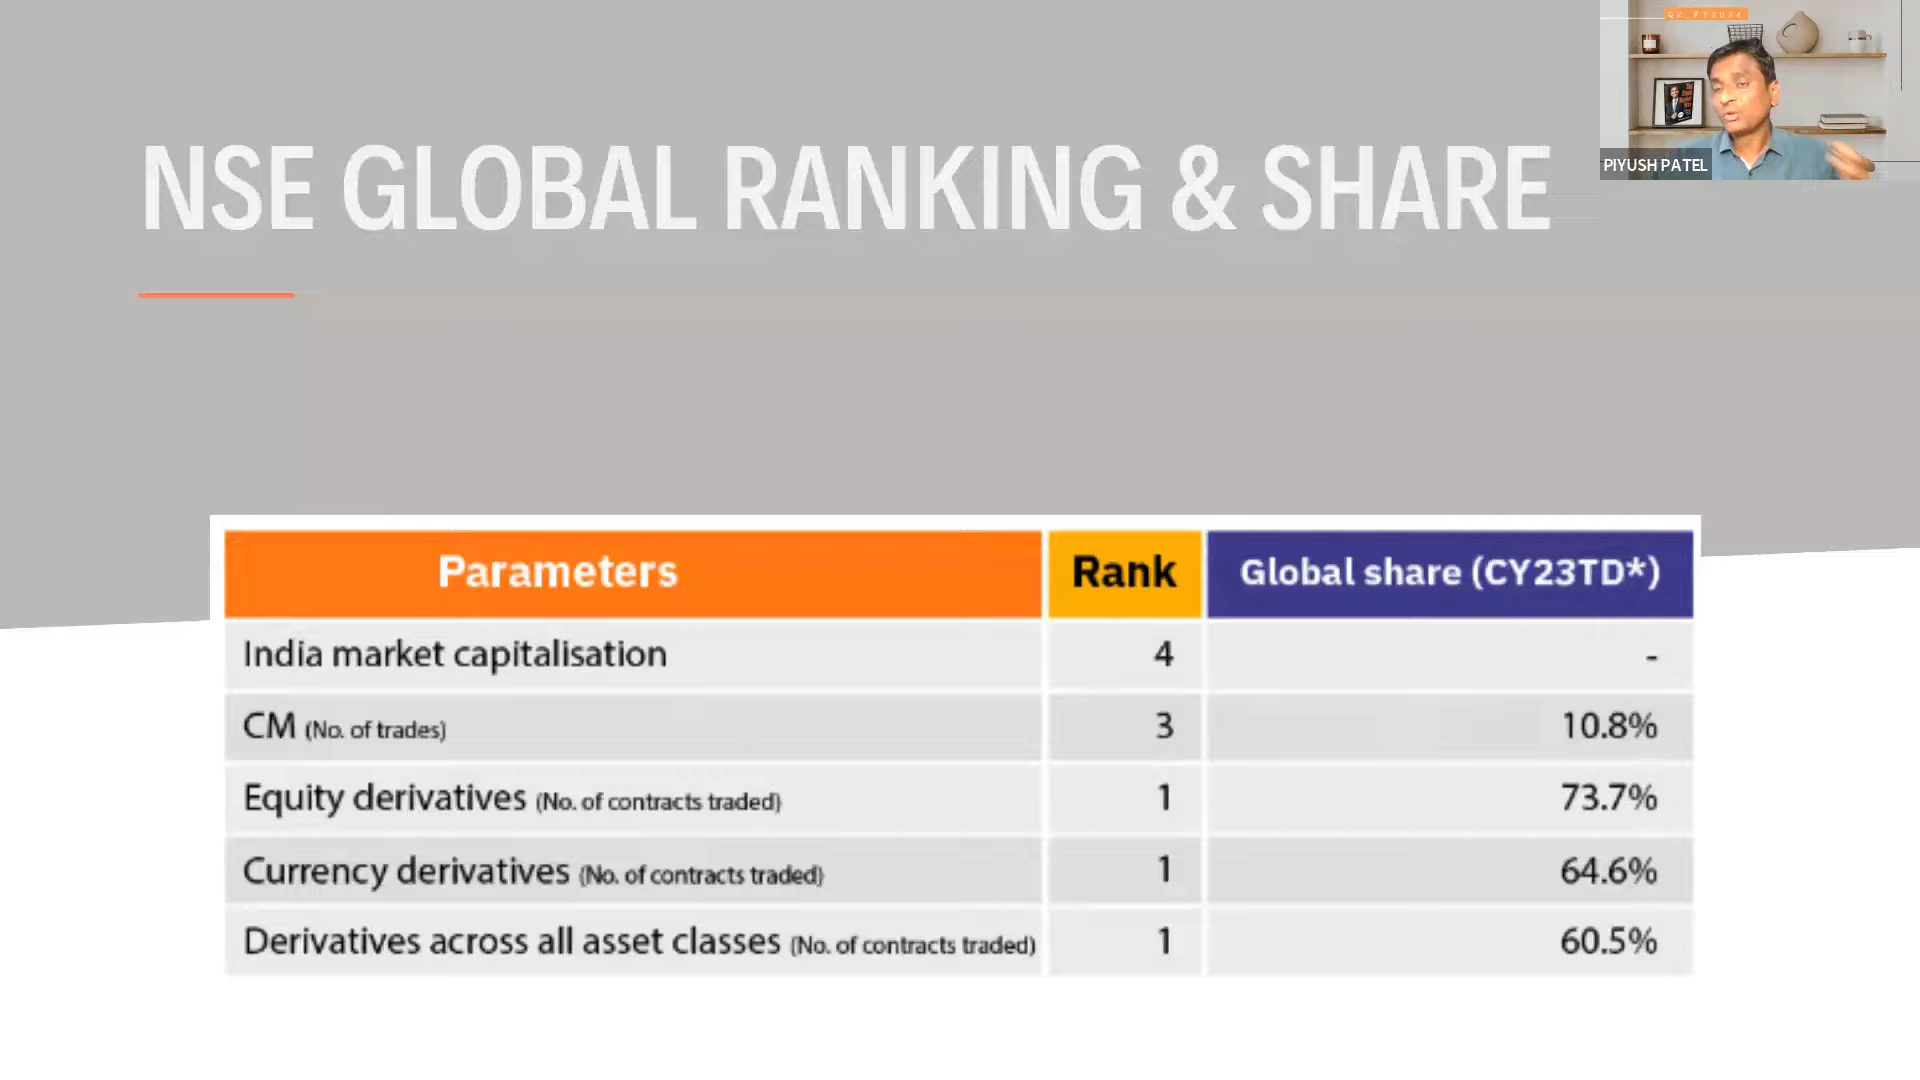 Q2 FY2024
NSE GLOBAL RANKING & SHARE
PIYUSH PATEL
Parameters Rank Global share (CY23TD*)
India market capitalisation 4 -
CM (No. of trades) 3 10.8%
Equity derivatives (No. of contracts traded) 1 73.7%
Currency derivatives (No. of contracts traded) 1 64.6%
Derivatives across all asset classes (No. of contracts traded) 1 60.5%